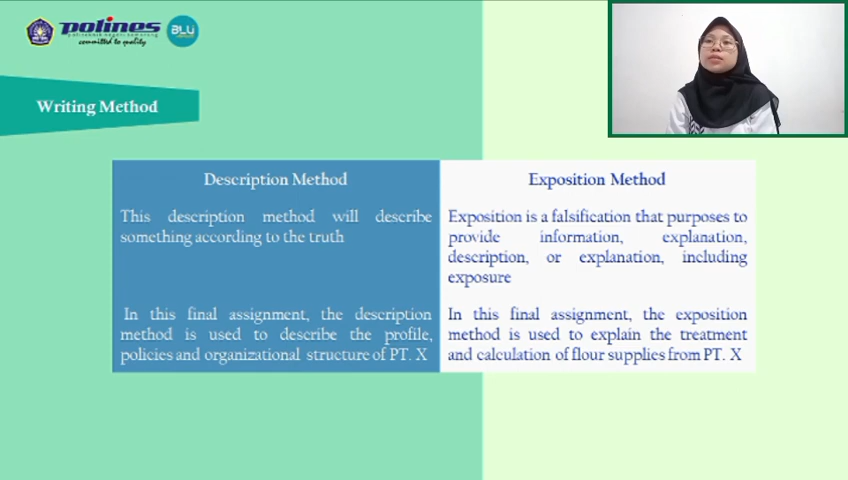 polines
politeknik negeri semarang
committed to quality
BLU
Writing Method
Description Method
This description method will describe
something according to the truth
In this final assignment, the description
method is used to describe the profile,
policies and organizational structure of PT. X
Exposition Method
Exposition is a falsification that purposes to
provide information, explanation,
description, or explanation, including
exposure
In this final assignment, the exposition
method is used to explain the treatment
and calculation of flour supplies from PT. X